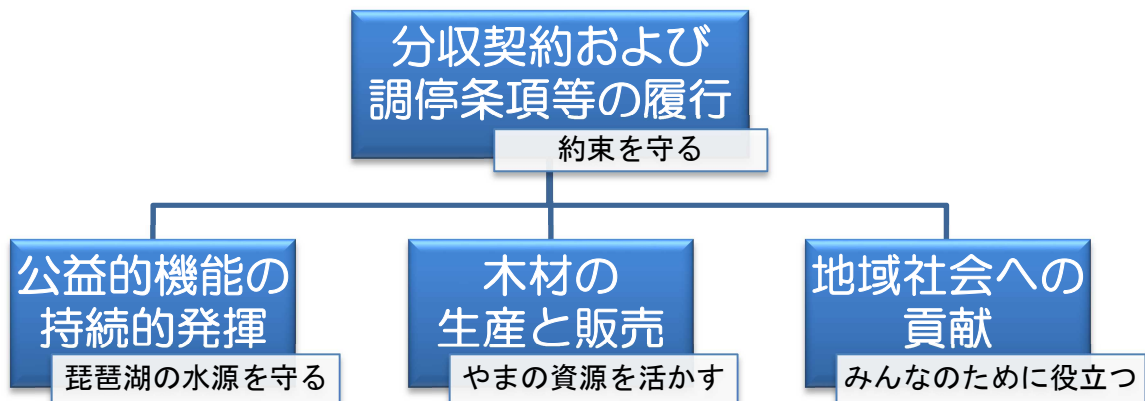 分収契約および
調停条項等の履行
約束を守る
公益的機能の
持続的発揮
琵琶湖の水源を守る
木材の
生産と販売
やまの資源を活かす
地域社会への
貢献
みんなのために役立つ